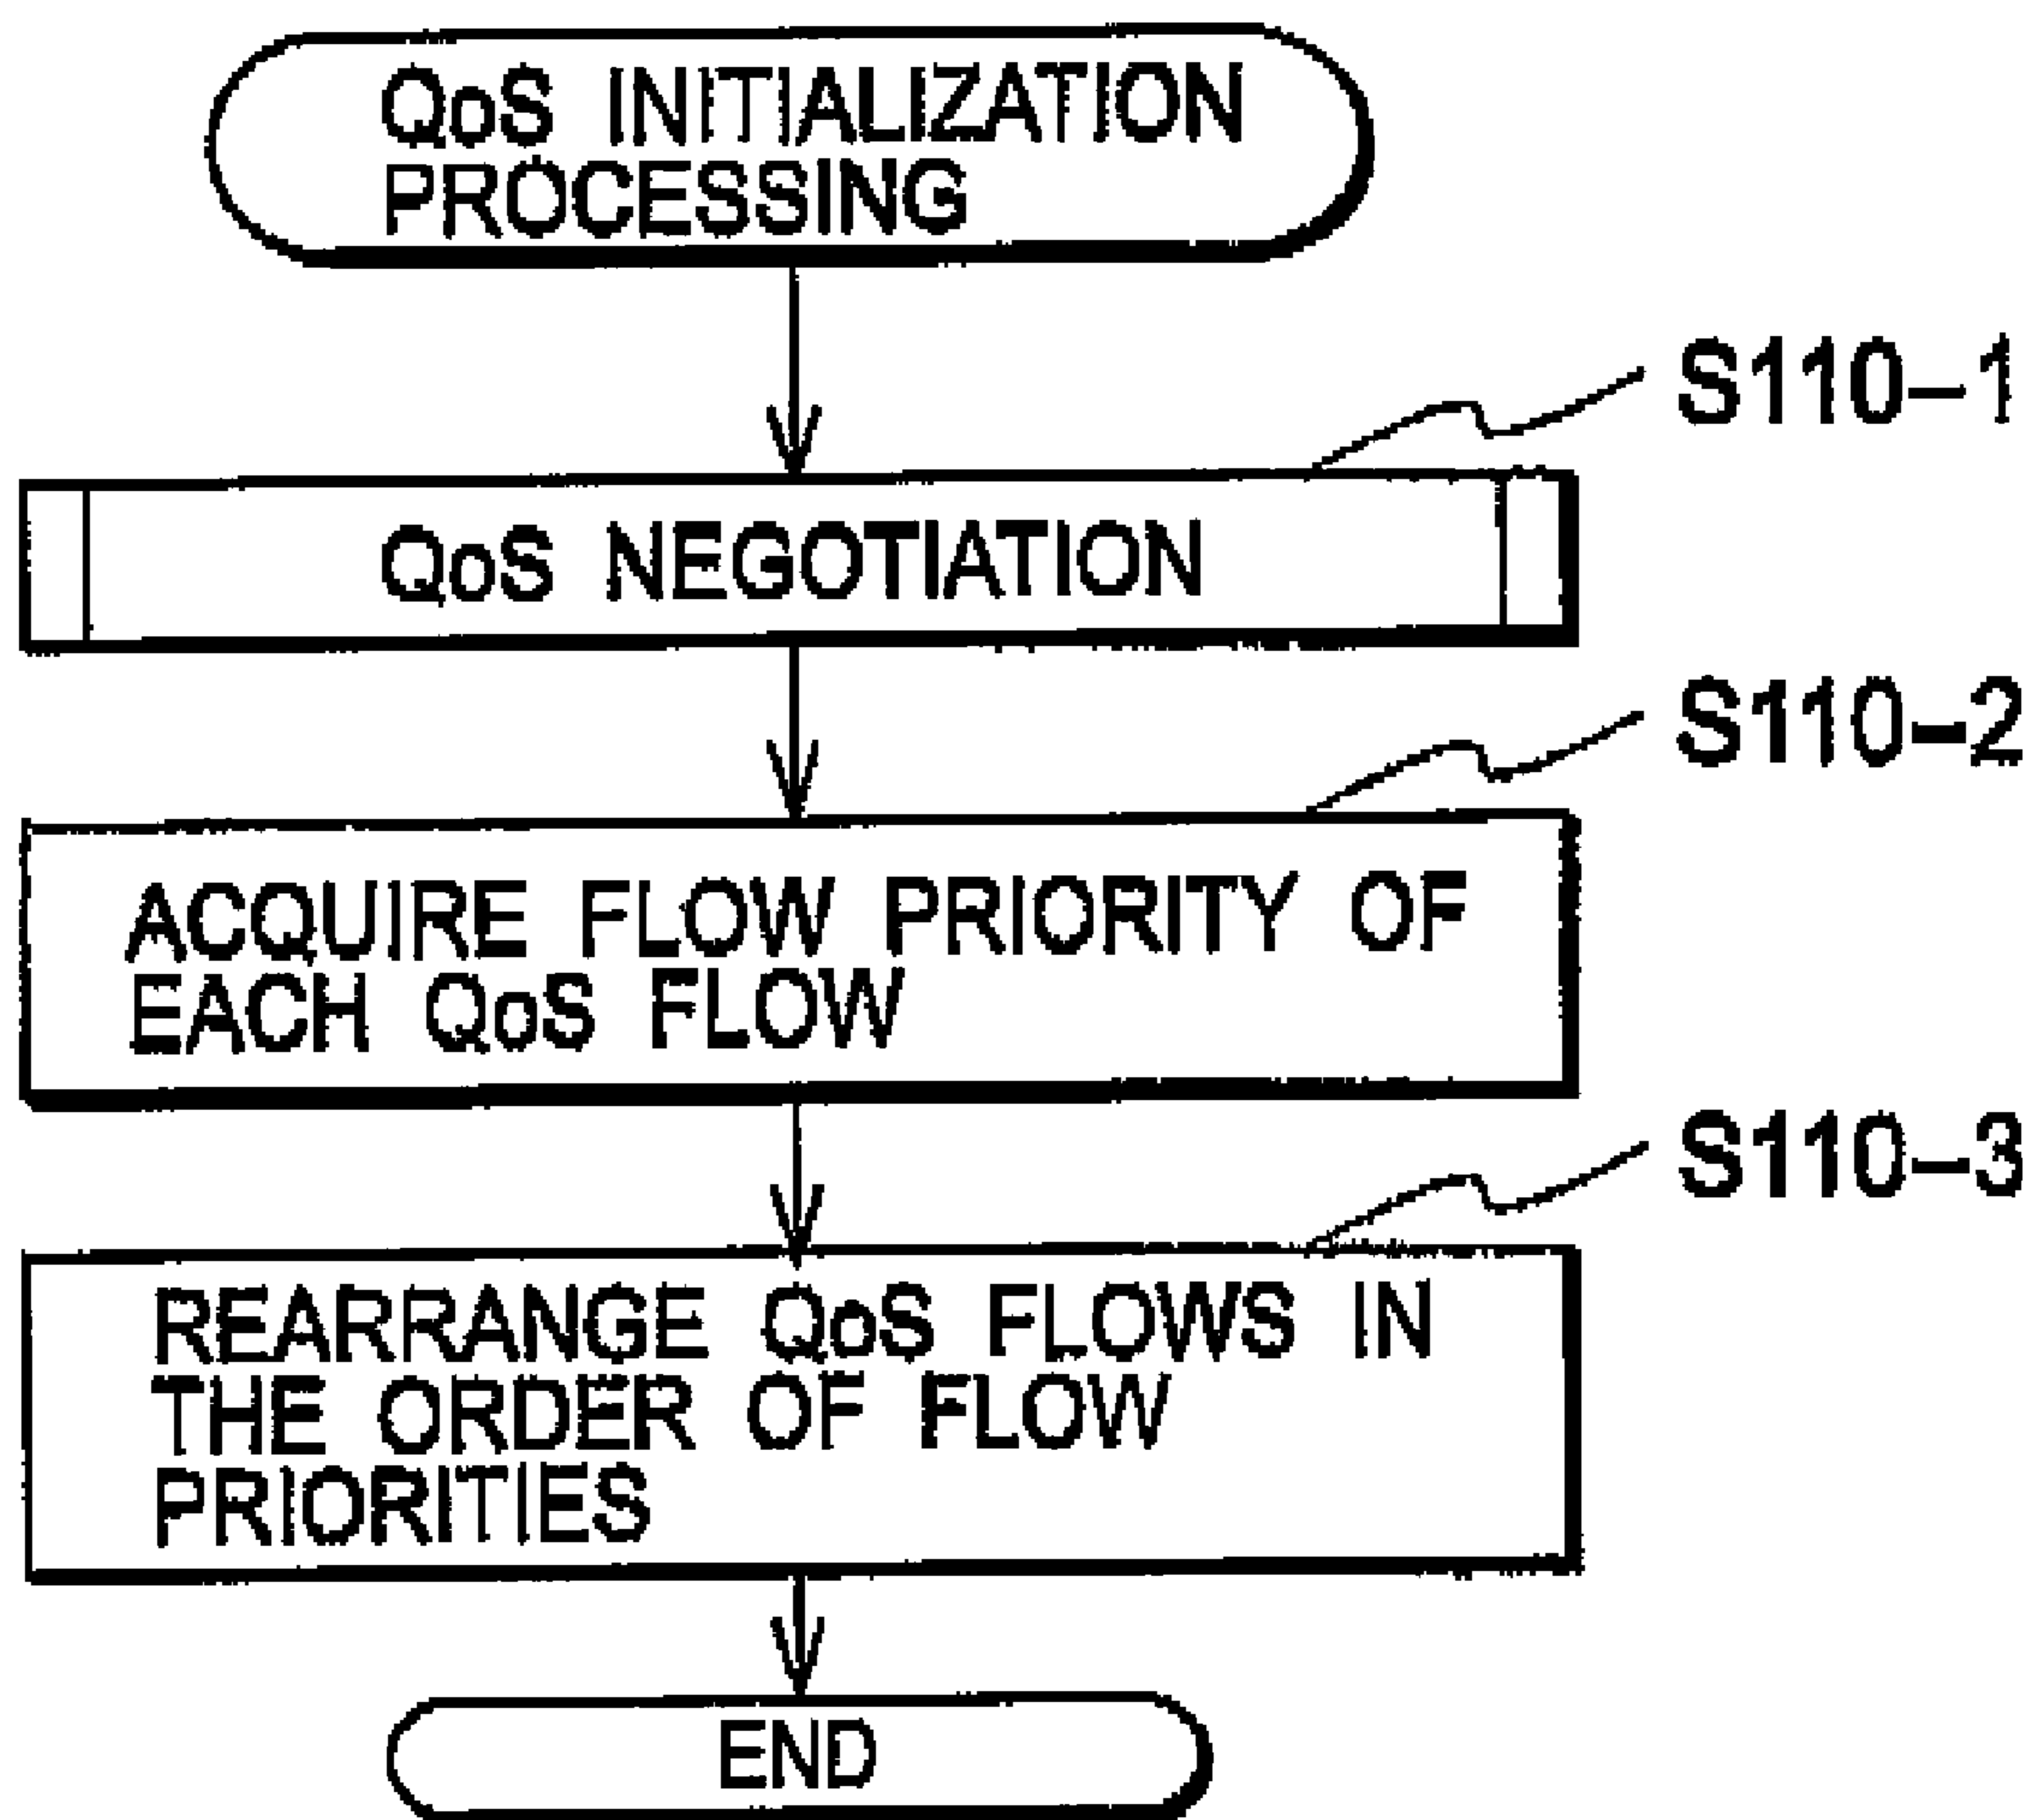 QoS INITIALIZATION
PROCESSING
S110-1
QoS NEGOTIATION
S110-2
ACQUIRE FLOW PRIORITY OF
EACH QoS FLOW
S110-3
REARRANGE QoS FLOWS IN
THE ORDER OF FLOW
PRIORITIES
END